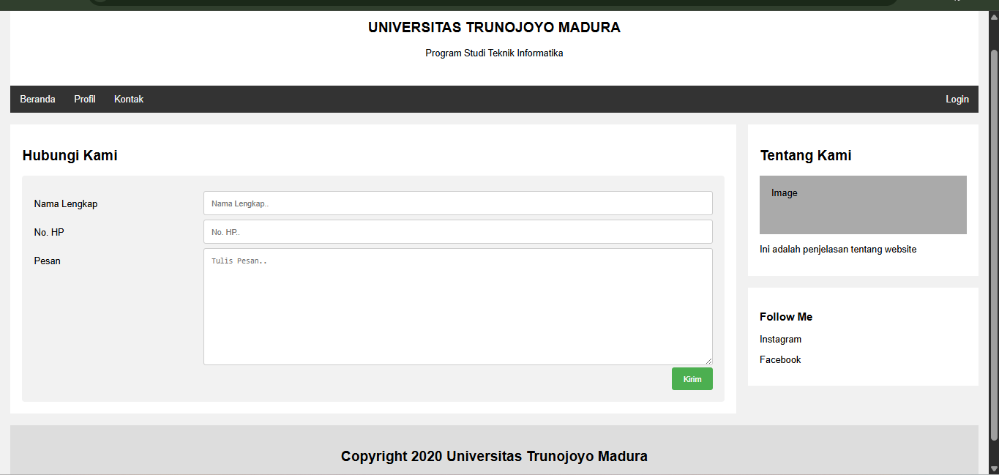 UNIVERSITAS TRUNOJOYO MADURA
Program Studi Teknik Informatika
Beranda Profil Kontak Login
Hubungi Kami
Nama Lengkap
Nama Lengkap..
No. HP
No. HP..
Pesan
Tulis Pesan..
Kirim
Tentang Kami
Image
Ini adalah penjelasan tentang website
Follow Me
Instagram
Facebook
Copyright 2020 Universitas Trunojoyo Madura